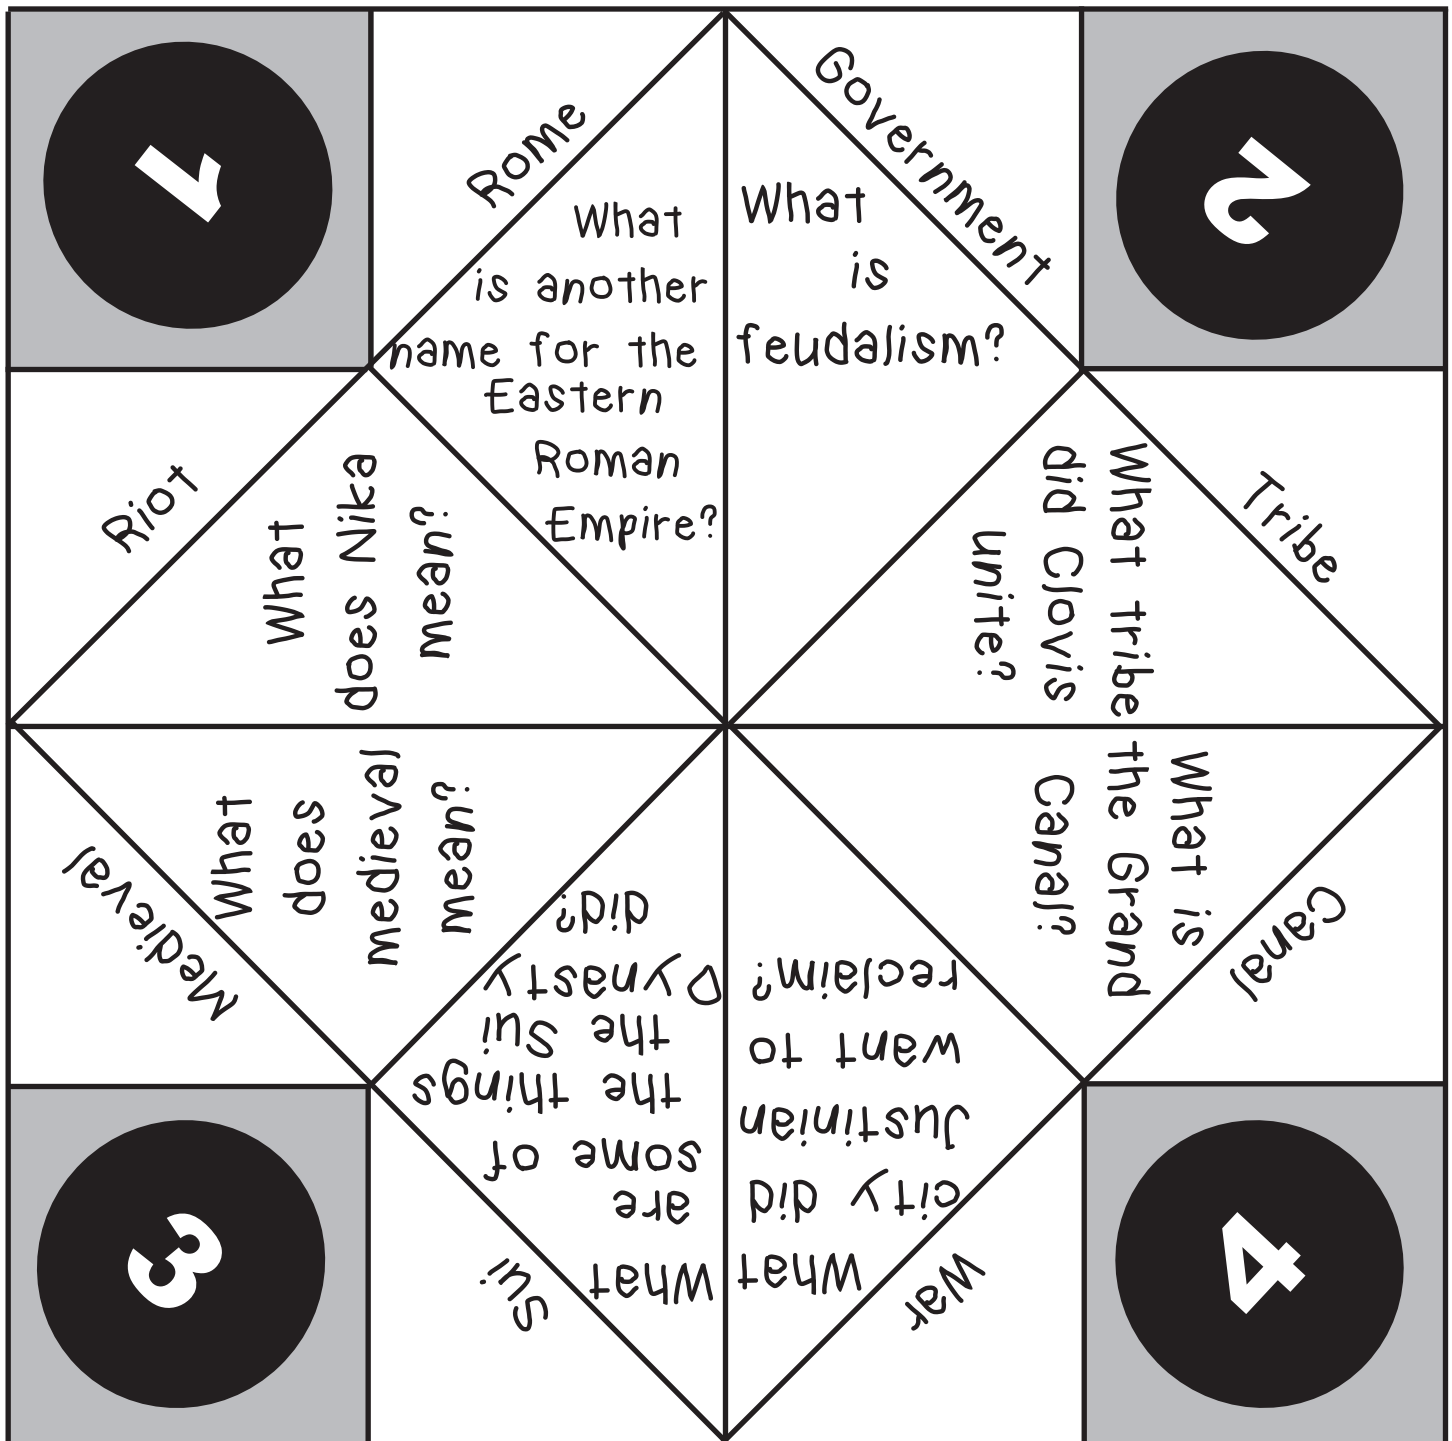 1
2
Rome
What
is another
name for the
Eastern
Roman
Empire?
Government
What
is
feudalism?
Riot
What
does Nika
mean?
Tribe
What tribe
did Clovis
unite?
Medieval
What
does
medieval
mean?
Canal
What is
the Grand
Canal?
Sui
What
are
some of
the things
the Sui
Dynasty
did?
War
What
city did
Justinian
want to
reclaim?
3
4